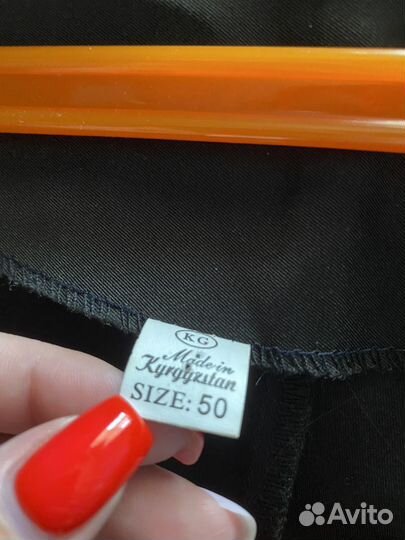 KG
Made in
Kyrgyzstan
SIZE: 50
Avito